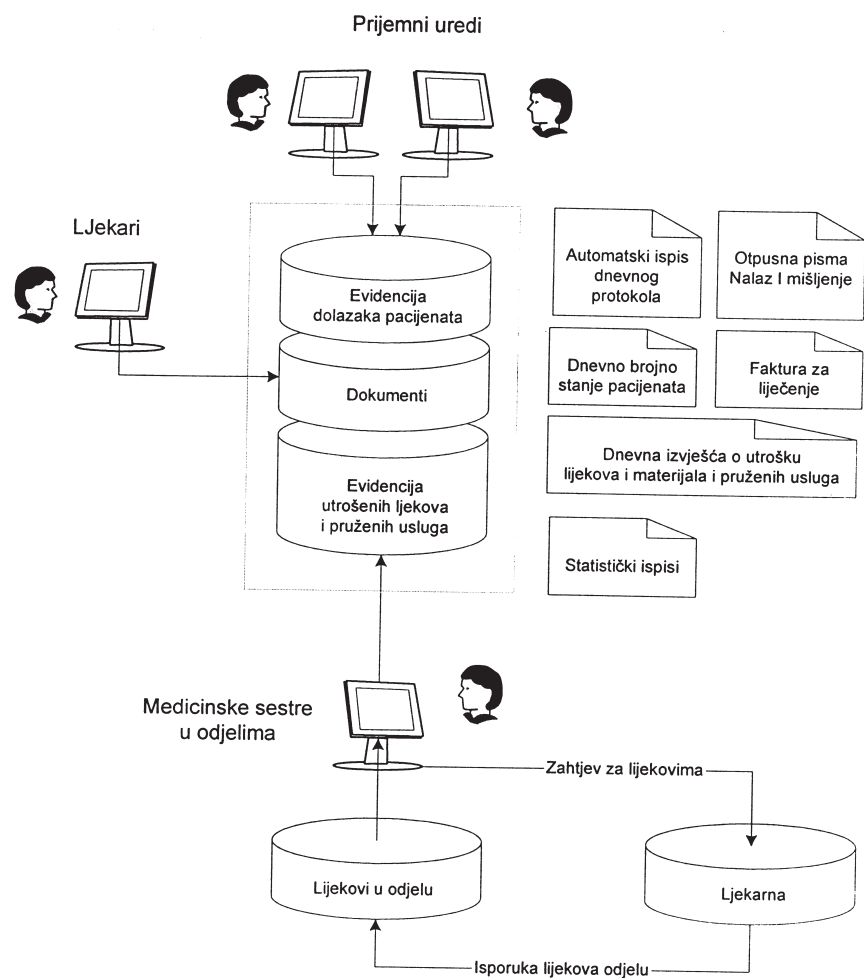 Prijemni uredi
LJekari
Evidencija
dolazaka pacijenata
Dokumenti
Evidencija
utrošenih ljekova
i pruženih usluga
Automatski ispis
dnevnog
protokola
Otpusna pisma
Nalaz I mišljenje
Dnevno brojno
stanje pacijenata
Faktura za
liječenje
Dnevna izvješća o utrošku
lijekova i materijala i pruženih usluga
Statistički ispisi
Medicinske sestre
u odjelima
Zahtjev za lijekovima
Lijekovi u odjelu
Ljekarna
Isporuka lijekova odjelu